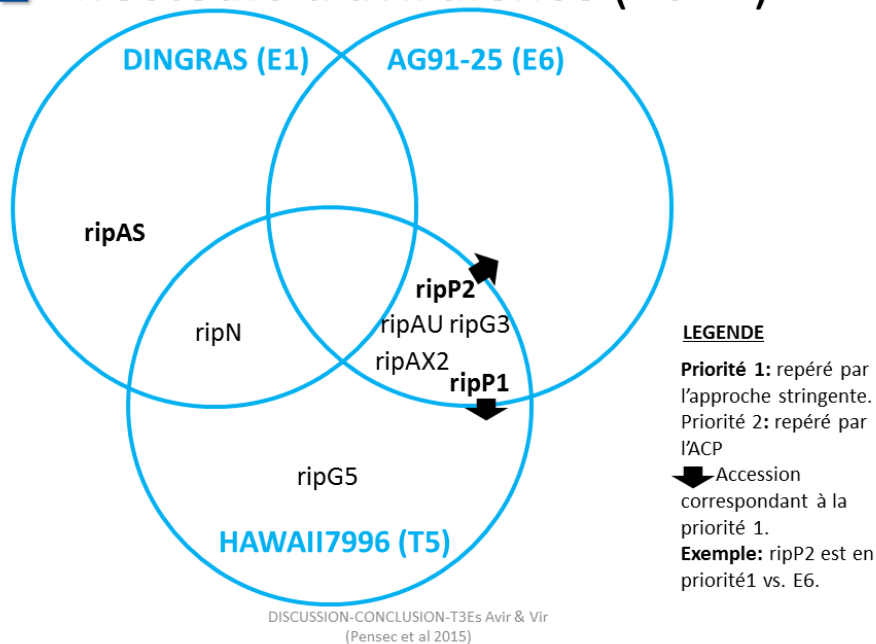 DINGRAS (E1)
AG91-25 (E6)
ripAS
ripP2
ripN
ripAU ripG3
ripAX2
ripP1
ripG5
HAWAII7996 (T5)
LEGENDE
Priorité 1: repéré par
l'approche stringente.
Priorité 2: repéré par
l'ACP
Accession
correspondant à la
priorité 1.
Exemple: ripP2 est en
priorité1 vs. E6.
DISCUSSION-CONCLUSION-T3Es Avir & Vir
(Pensec et al 2015)